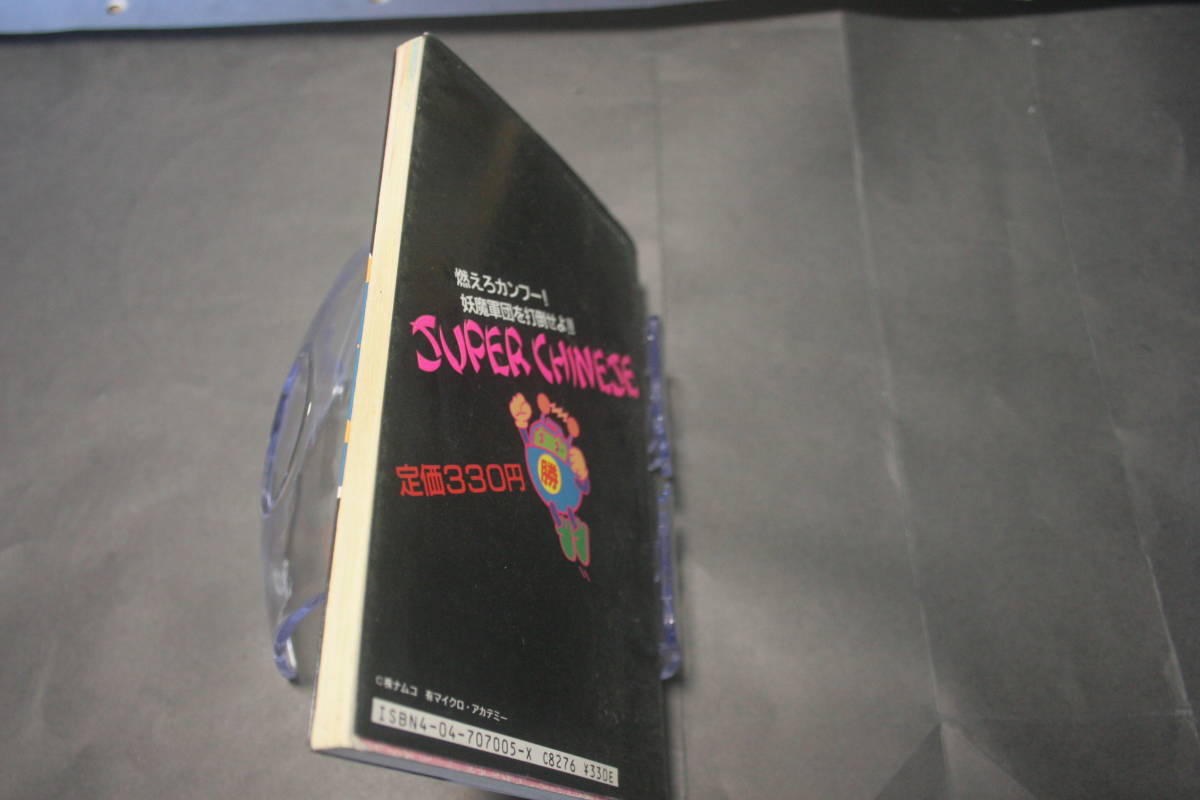 燃えろカンフー!!
妖魔軍団を打倒せよ!!!
SUPER CHINESE
勝
定価330円
©㈱ナムコ ㈲マイクロ・アカデミー
ISBN4-04-707005-X C8276 ¥330E